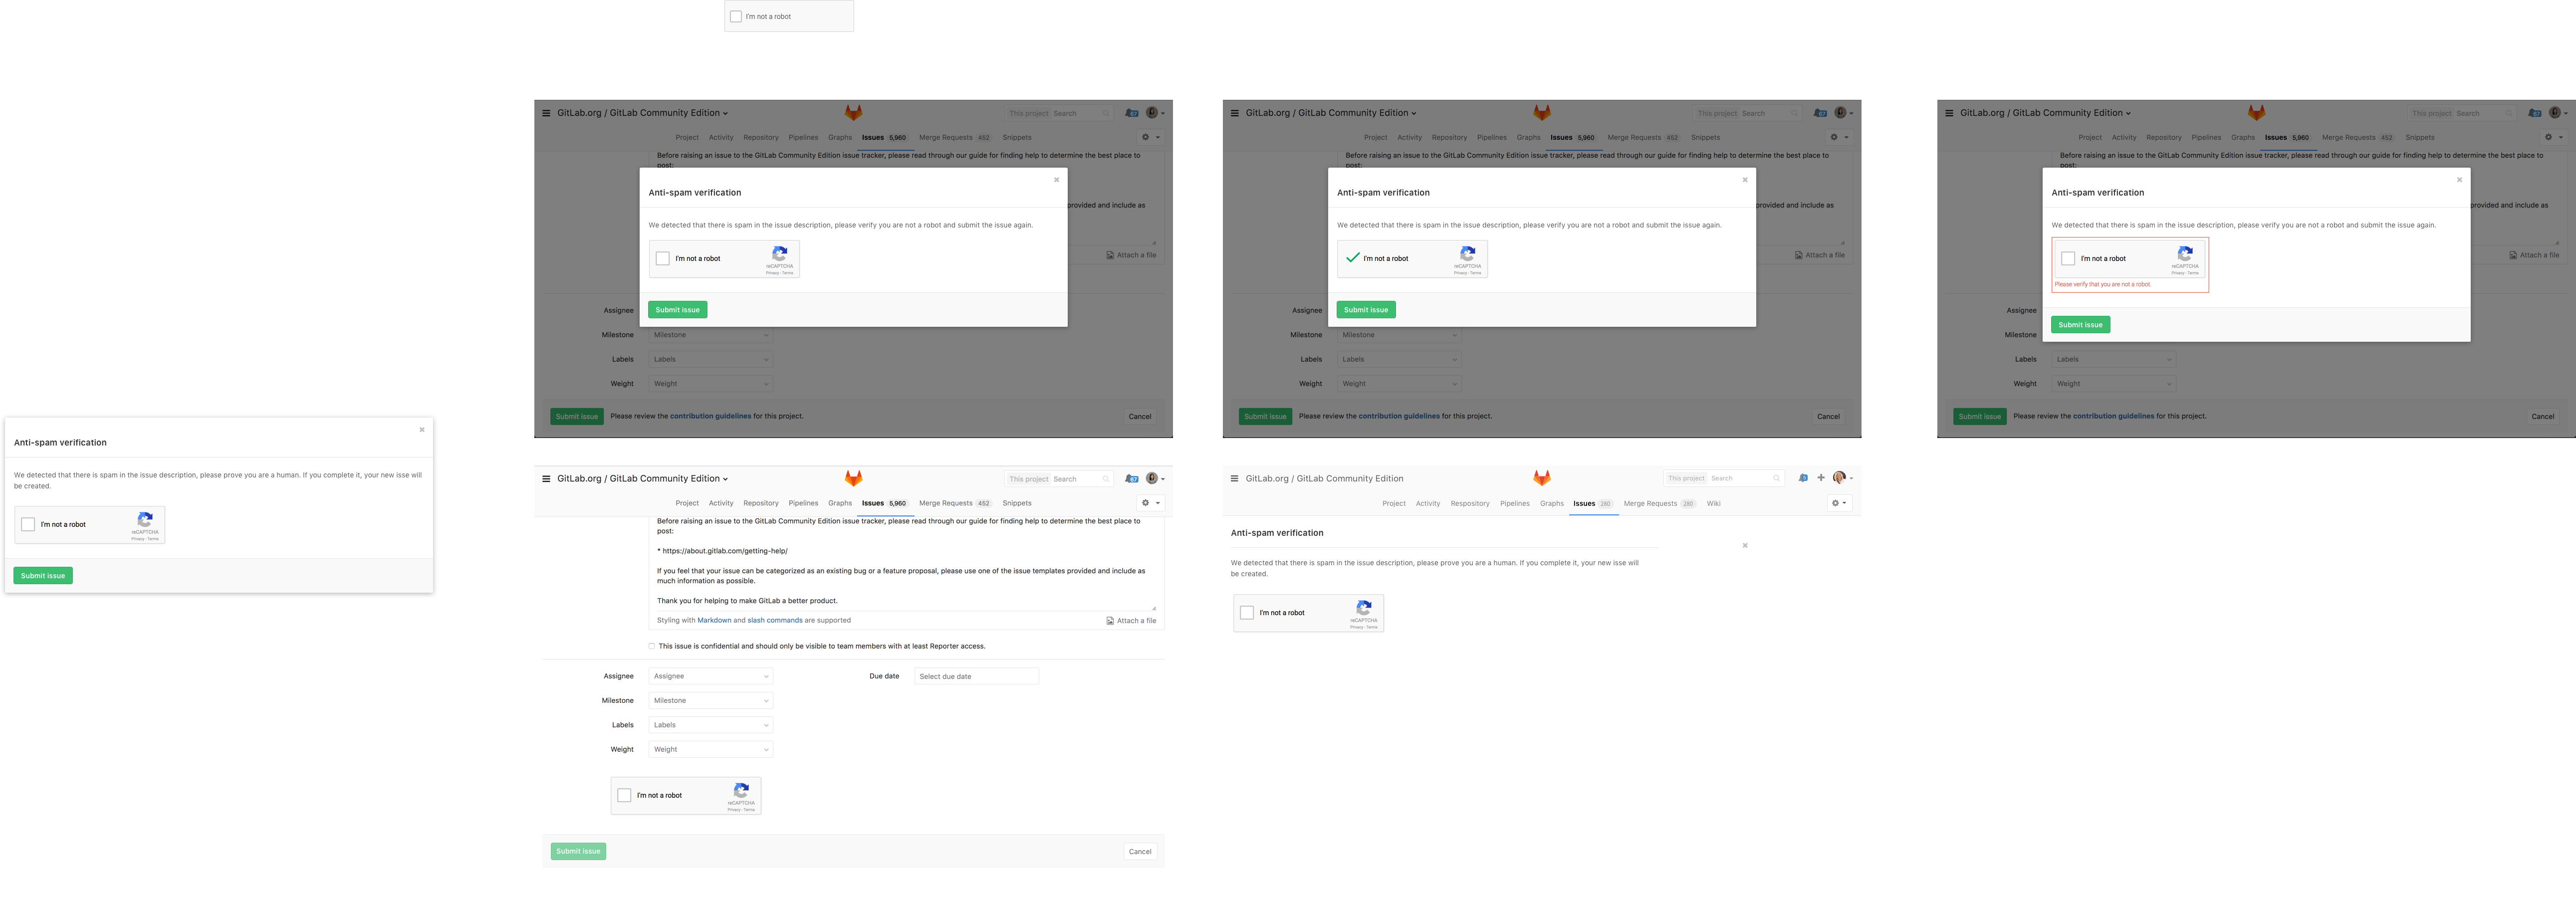 I'm not a robot
GitLab.org / GitLab Community Edition
This project Search
Project Activity Repository Pipelines Graphs Issues 5,960 Merge Requests 452 Snippets
Before raising an issue to the GitLab Community Edition issue tracker, please read through our guide for finding help to determine the best place to
post:
Anti-spam verification
provided and include as
We detected that there is spam in the issue description, please verify you are not a robot and submit the issue again.
I'm not a robot
reCAPTCHA
Privacy - Terms
Attach a file
Submit issue
Assignee
Milestone Milestone
Labels Labels
Weight Weight
Submit issue Please review the contribution guidelines for this project. Cancel
GitLab.org / GitLab Community Edition
This project Search
Project Activity Repository Pipelines Graphs Issues 5,960 Merge Requests 452 Snippets
Before raising an issue to the GitLab Community Edition issue tracker, please read through our guide for finding help to determine the best place to
post:
Anti-spam verification
provided and include as
We detected that there is spam in the issue description, please verify you are not a robot and submit the issue again.
I'm not a robot
reCAPTCHA
Privacy - Terms
Attach a file
Submit issue
Assignee
Milestone Milestone
Labels Labels
Weight Weight
Submit issue Please review the contribution guidelines for this project. Cancel
GitLab.org / GitLab Community Edition
This project Search
Project Activity Repository Pipelines Graphs Issues 5,960 Merge Requests 452 Snippets
Before raising an issue to the GitLab Community Edition issue tracker, please read through our guide for finding help to determine the best place to
post:
Anti-spam verification
provided and include as
We detected that there is spam in the issue description, please verify you are not a robot and submit the issue again.
I'm not a robot
reCAPTCHA
Privacy - Terms
Please verify that you are not a robot.
Attach a file
Submit issue
Assignee
Milestone
Labels Labels
Weight Weight
Submit issue Please review the contribution guidelines for this project. Cancel
Anti-spam verification
We detected that there is spam in the issue description, please prove you are a human. If you complete it, your new issue will
be created.
I'm not a robot
reCAPTCHA
Privacy - Terms
Submit issue
GitLab.org / GitLab Community Edition
This project Search
Project Activity Repository Pipelines Graphs Issues 5,960 Merge Requests 452 Snippets
Before raising an issue to the GitLab Community Edition issue tracker, please read through our guide for finding help to determine the best place to
post:
* https://about.gitlab.com/getting-help/
If you feel that your issue can be categorized as an existing bug or a feature proposal, please use one of the issue templates provided and include as
much information as possible.
Thank you for helping to make GitLab a better product.
Styling with Markdown and slash commands are supported Attach a file
This issue is confidential and should only be visible to team members with at least Reporter access.
Assignee Assignee Due date Select due date
Milestone Milestone
Labels Labels
Weight Weight
I'm not a robot
reCAPTCHA
Privacy - Terms
Submit issue Cancel
GitLab.org / GitLab Community Edition
This project Search
Project Activity Respository Pipelines Graphs Issues 280 Merge Requests 280 Wiki
Anti-spam verification
We detected that there is spam in the issue description, please prove you are a human. If you complete it, your new isse will
be created.
I'm not a robot
reCAPTCHA
Privacy - Terms